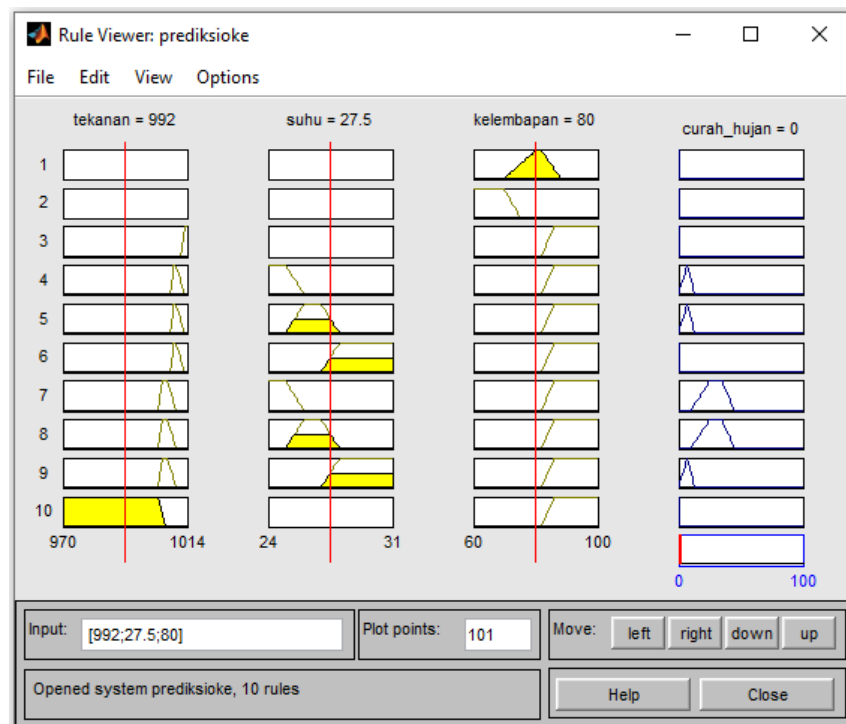 Rule Viewer: prediksioke
File Edit View Options
tekanan = 992 suhu = 27.5 kelembapan = 80 curah_hujan = 0
1
2
3
4
5
6
7
8
9
10
970 1014 24 31 60 100
0 100
Input: [992;27.5;80] Plot points: 101 Move: left right down up
Opened system prediksioke, 10 rules Help Close